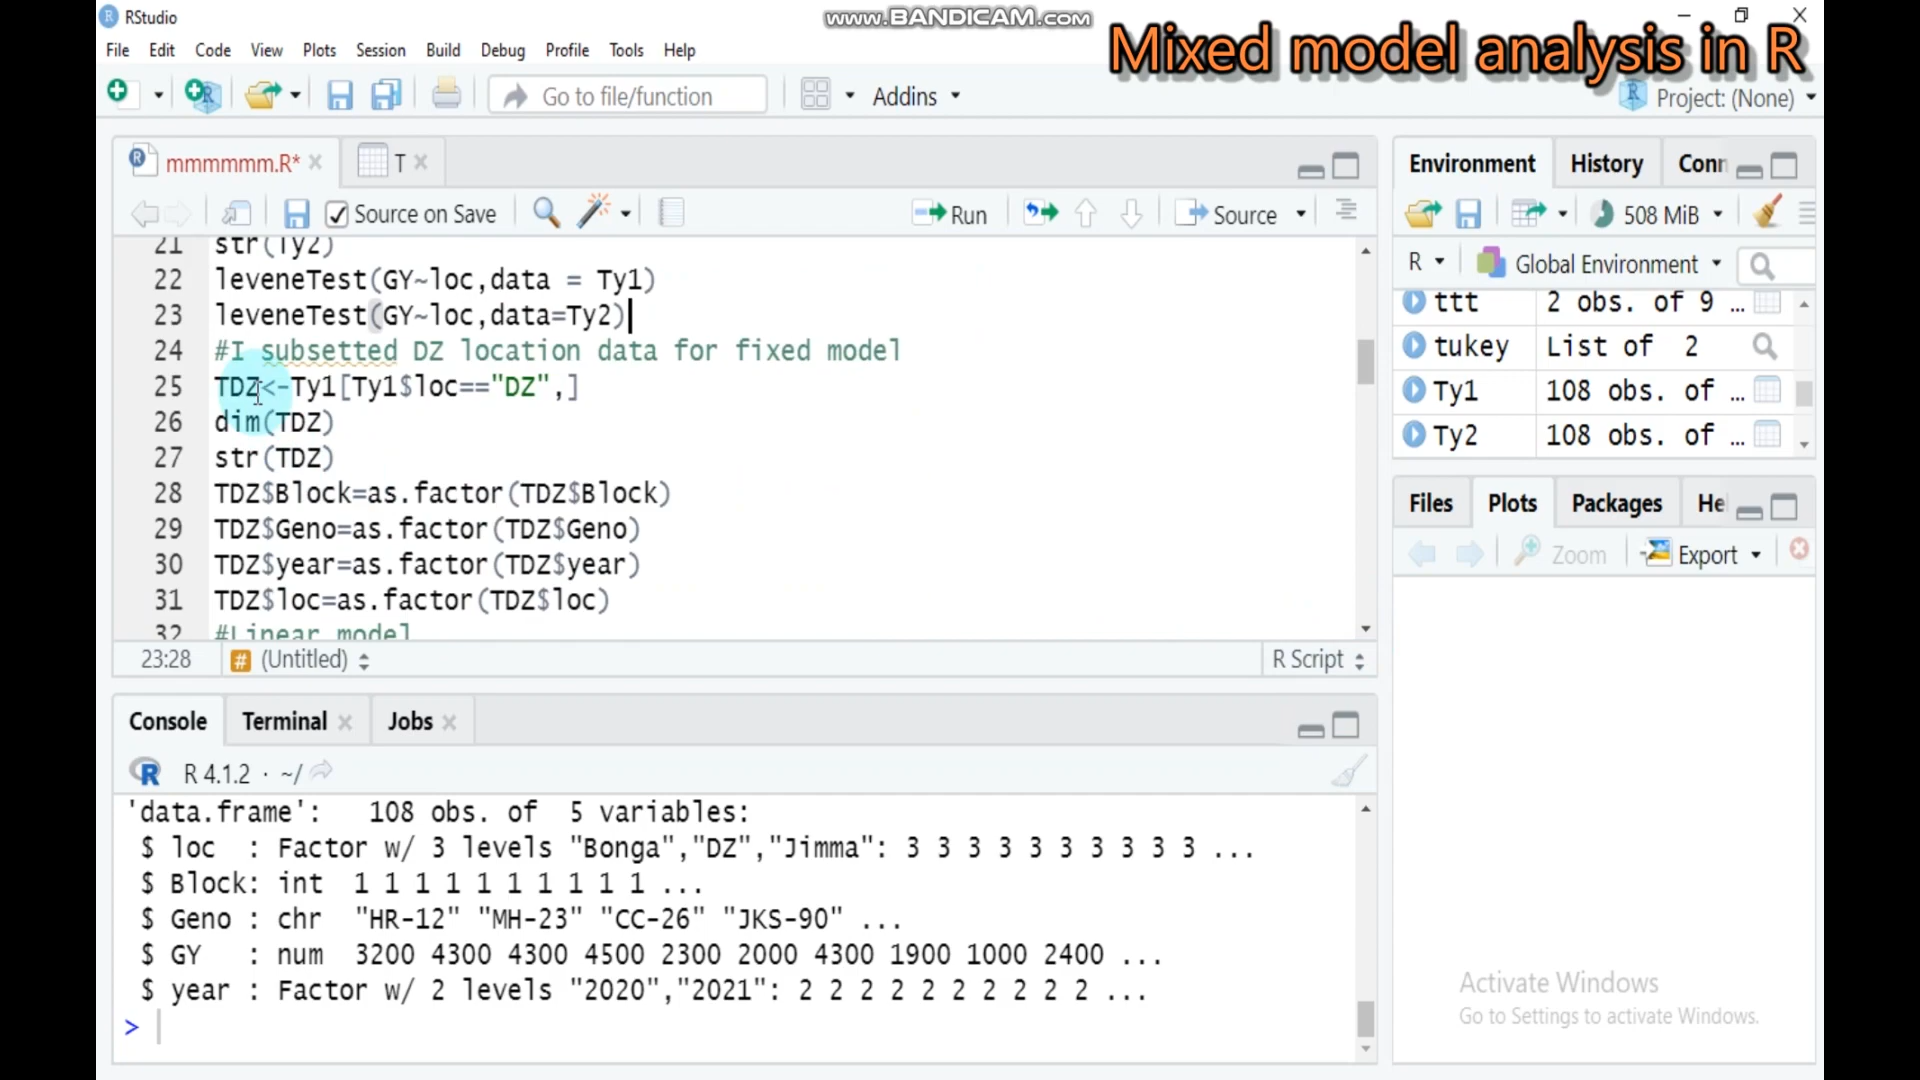 RStudio
www.BANDICAM.com
Mixed model analysis in R
File Edit Code View Plots Session Build Debug Profile Tools Help
Go to file/function
Addins
Project: (None)
mmmmmm.R*
T
Source on Save
Run
Source
21 str(Ty2)
22 leveneTest(GY~loc,data = Ty1)
23 leveneTest(GY~loc,data=Ty2)
24 #I subsetted DZ location data for fixed model
25 TDZ<-Ty1[Ty1$loc=="DZ",]
26 dim(TDZ)
27 str(TDZ)
28 TDZ$Block=as.factor(TDZ$Block)
29 TDZ$Geno=as.factor(TDZ$Geno)
30 TDZ$year=as.factor(TDZ$year)
31 TDZ$loc=as.factor(TDZ$loc)
32 #Linear model
23:28
(Untitled)
R Script
Console Terminal Jobs
R 4.1.2 · ~/
'data.frame': 108 obs. of 5 variables:
$ loc : Factor w/ 3 levels "Bonga","DZ","Jimma": 3 3 3 3 3 3 3 3 3 3 ...
$ Block: int 1 1 1 1 1 1 1 1 1 1 ...
$ Geno : chr "HR-12" "MH-23" "CC-26" "JKS-90" ...
$ GY : num 3200 4300 4300 4500 2300 2000 4300 1900 1000 2400 ...
$ year : Factor w/ 2 levels "2020","2021": 2 2 2 2 2 2 2 2 2 2 ...
>
Environment History Conn
508 MiB
R
Global Environment
ttt 2 obs. of 9 ...
tukey List of 2
Ty1 108 obs. of ...
Ty2 108 obs. of ...
Files Plots Packages He
Zoom
Export
Activate Windows
Go to Settings to activate Windows.